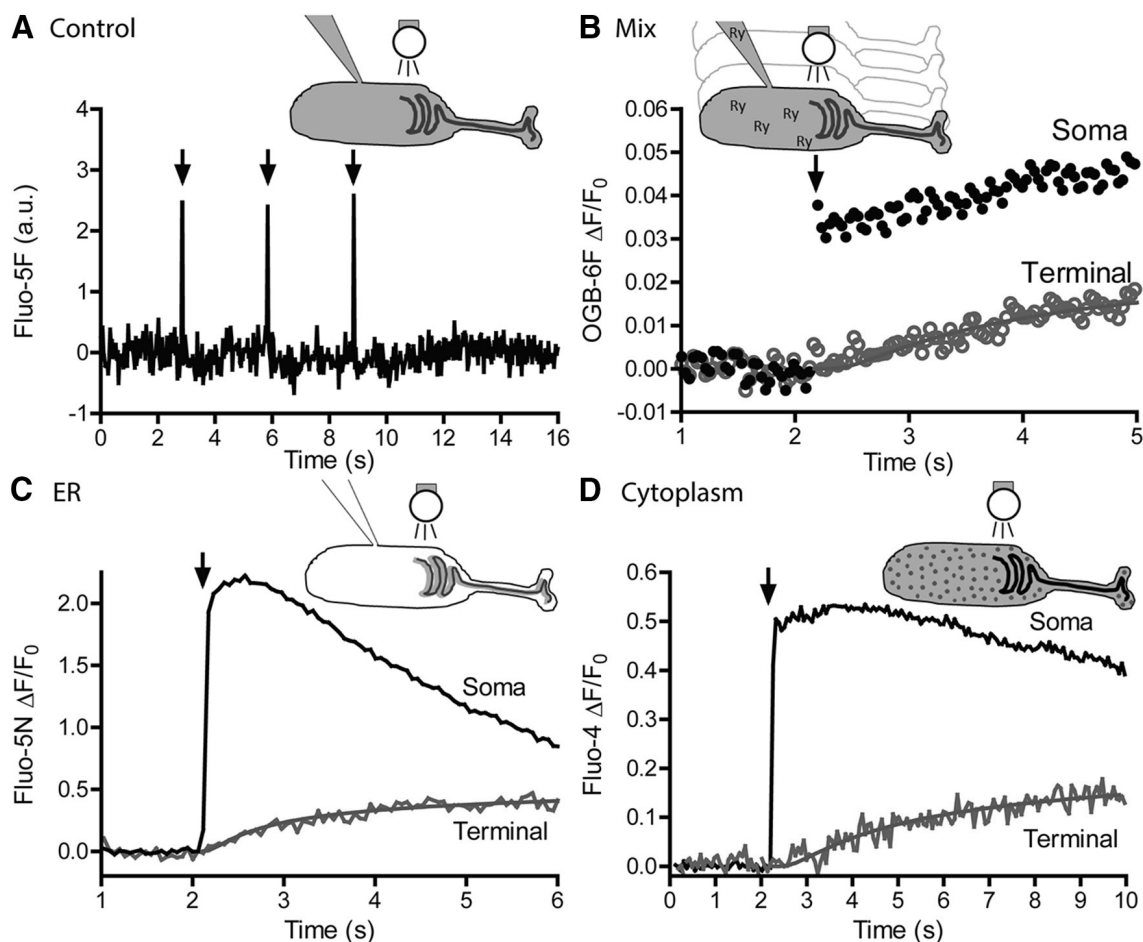 A Control
Fluo-5F (a.u.)
4
3
2
1
0
-1
0 2 4 6 8 10 12 14 16
Time (s)
B Mix
Ry
Ry Ry
Ry
Ry
OGB-6F ΔF/F0
0.06
0.05
0.04
0.03
0.02
0.01
0.00
-0.01
Soma
Terminal
1 2 3 4 5
Time (s)
C ER
Fluo-5N ΔF/F0
2.0
1.5
1.0
0.5
0.0
Soma
Terminal
1 2 3 4 5 6
Time (s)
D Cytoplasm
Fluo-4 ΔF/F0
0.6
0.5
0.4
0.3
0.2
0.1
0.0
Soma
Terminal
0 1 2 3 4 5 6 7 8 9 10
Time (s)